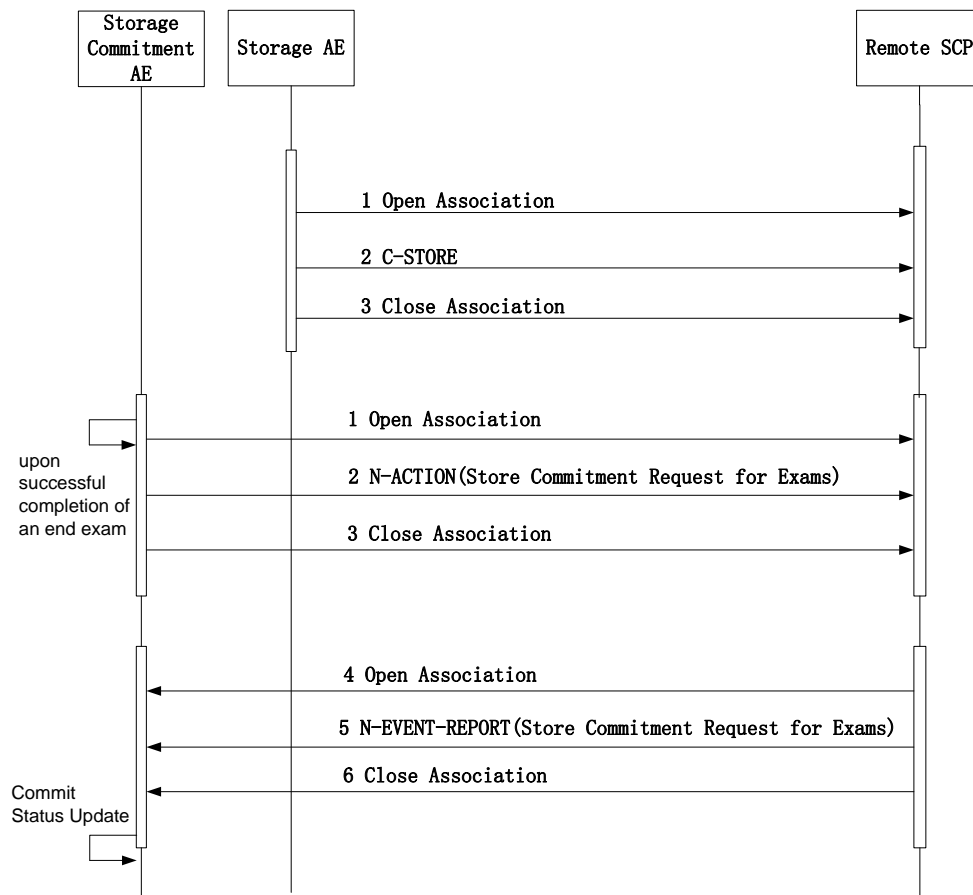 Storage
Commitment
AE
Storage AE
Remote SCP
1 Open Association
2 C-STORE
3 Close Association
1 Open Association
upon
successful
completion of
an end exam
2 N-ACTION(Store Commitment Request for Exams)
3 Close Association
4 Open Association
5 N-EVENT-REPORT(Store Commitment Request for Exams)
6 Close Association
Commit
Status Update